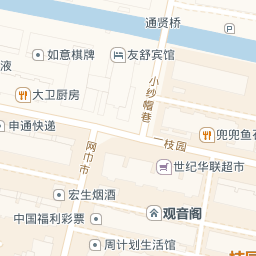 通贤桥
如意棋牌
友舒宾馆
液
大卫厨房
小纱帽巷
申通快递
网巾市
一枝园
兜兜鱼
世纪华联超市
宏生烟酒
观音阁
中国福利彩票
周计划生活馆